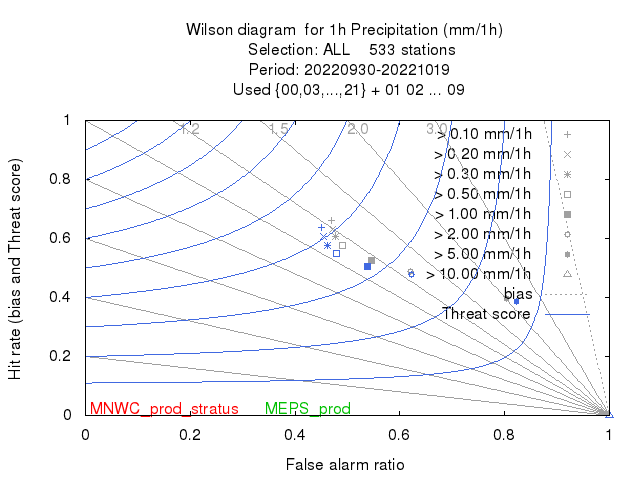 Wilson diagram  for 1h Precipitation (mm/1h)
Selection: ALL    533 stations
Period: 20220930-20221019
Used {00,03,...,21} + 01 02 ... 09
Hit rate (bias and Threat score)
1
0.8
0.6
0.4
0.2
0
1.2
1.5
2.0
3.0
> 0.10 mm/1h
> 0.20 mm/1h
> 0.30 mm/1h
> 0.50 mm/1h
> 1.00 mm/1h
> 2.00 mm/1h
> 5.00 mm/1h
> 10.00 mm/1h
bias
Threat score
MNWC_prod_stratus
MEPS_prod
0
0.2
0.4
0.6
0.8
1
False alarm ratio